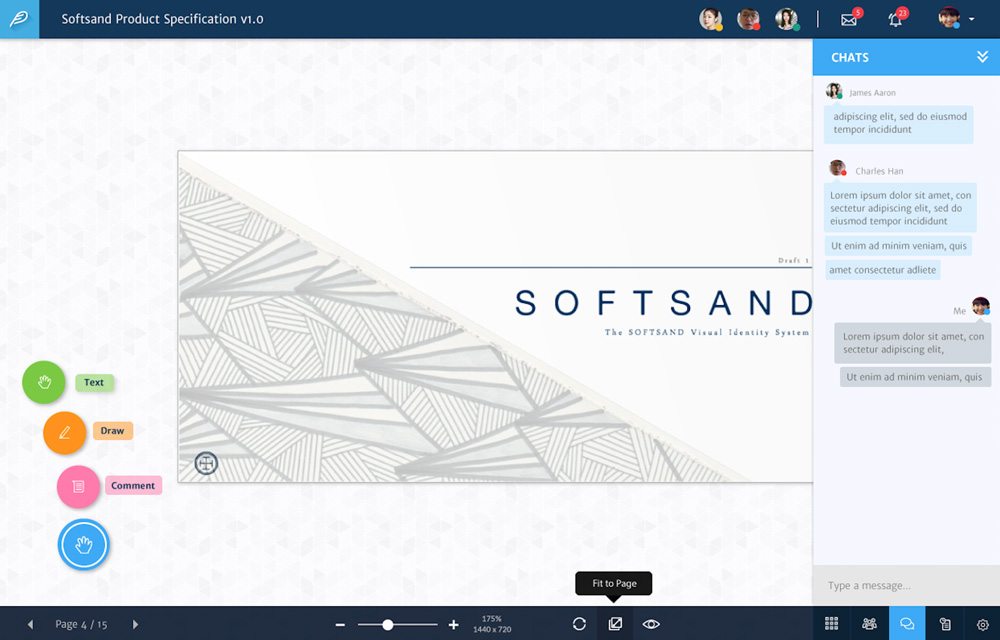 Softsand Product Specification v1.0
5
23
CHATS
James Aaron
adipiscing elit, sed do eiusmod
tempor incididunt
Charles Han
Lorem ipsum dolor sit amet, con
sectetur adipiscing elit, sed do
eiusmod tempor incididunt
Ut enim ad minim veniam, quis
amet consectetur adliete
Me
Lorem ipsum dolor sit amet, con
sectetur adipiscing elit,
Ut enim ad minim veniam, quis
Type a message...
Draft 1
SOFTSAND
The SOFTSAND Visual Identity System
Text
Draw
Comment
Fit to Page
Page 4 / 15
175%
1440 x 720